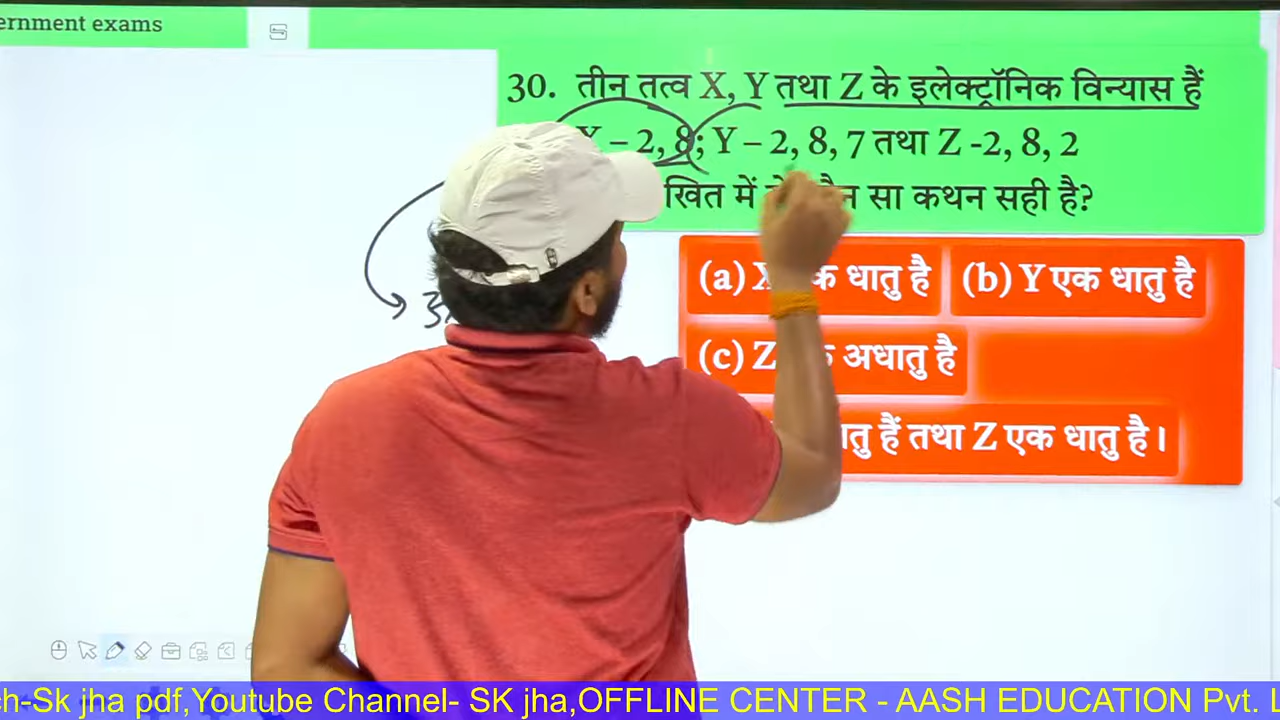 ernment exams
30. तीन तत्व X, Y तथा Z के इलेक्ट्रॉनिक विन्यास हैं
– 2, 8; Y – 2, 8, 7 तथा Z -2, 8, 2
में सा कथन सही है?
(a) X धातु है (b) Y एक धातु है
(c) Z अधातु है
हैं तथा Z एक धातु है।
-Sk jha pdf,Youtube Channel- SK jha,OFFLINE CENTER - AASH EDUCATION Pvt. L